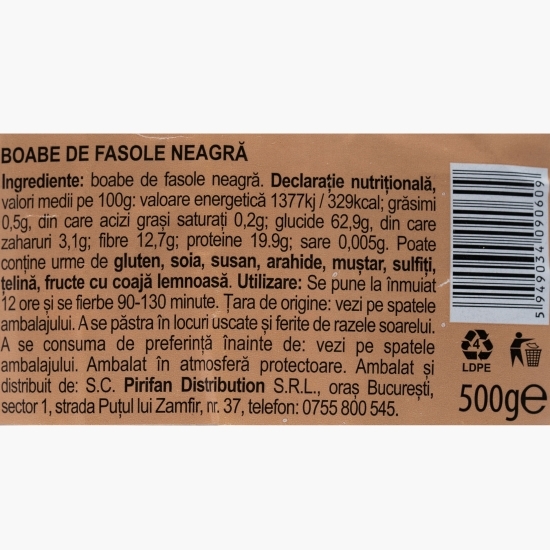 BOABE DE FASOLE NEAGRĂ
Ingrediente: boabe de fasole neagră. Declarație nutrițională,
valori medii pe 100g: valoare energetică 1377kj / 329kcal; grăsimi
0,5g, din care acizi grași saturați 0,2g; glucide 62,9g, din care
zaharuri 3,1g; fibre 12,7g; proteine 19.9g; sare 0,005g. Poate
conține urme de gluten, soia, susan, arahide, muștar, sulfiți,
țelină, fructe cu coajă lemnoasă. Utilizare: Se pune la înmuiat
12 ore și se fierbe 90-130 minute. Țara de origine: vezi pe spatele
ambalajului. A se păstra în locuri uscate și ferite de razele soarelui.
A se consuma de preferință înainte de: vezi pe spatele
ambalajului. Ambalat în atmosferă protectoare. Ambalat și
distribuit de: S.C. Pirifan Distribution S.R.L., oraș București,
sector 1, strada Puțul lui Zamfir, nr. 37, telefon: 0755 800 545.
5949034090609
4
LDPE
500g℮